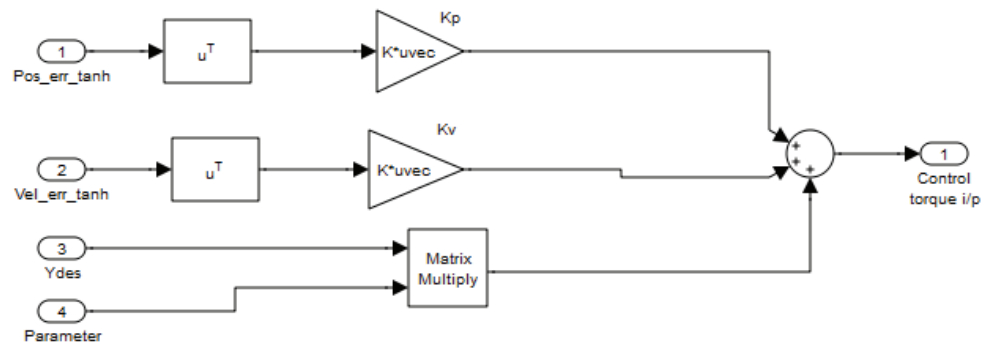 Kp
1
u^T
K*uvec
Pos_err_tanh
Kv
2
u^T
K*uvec
Vel_err_tanh
+
+
+
1
Control
torque i/p
3
Ydes
Matrix
Multiply
4
Parameter